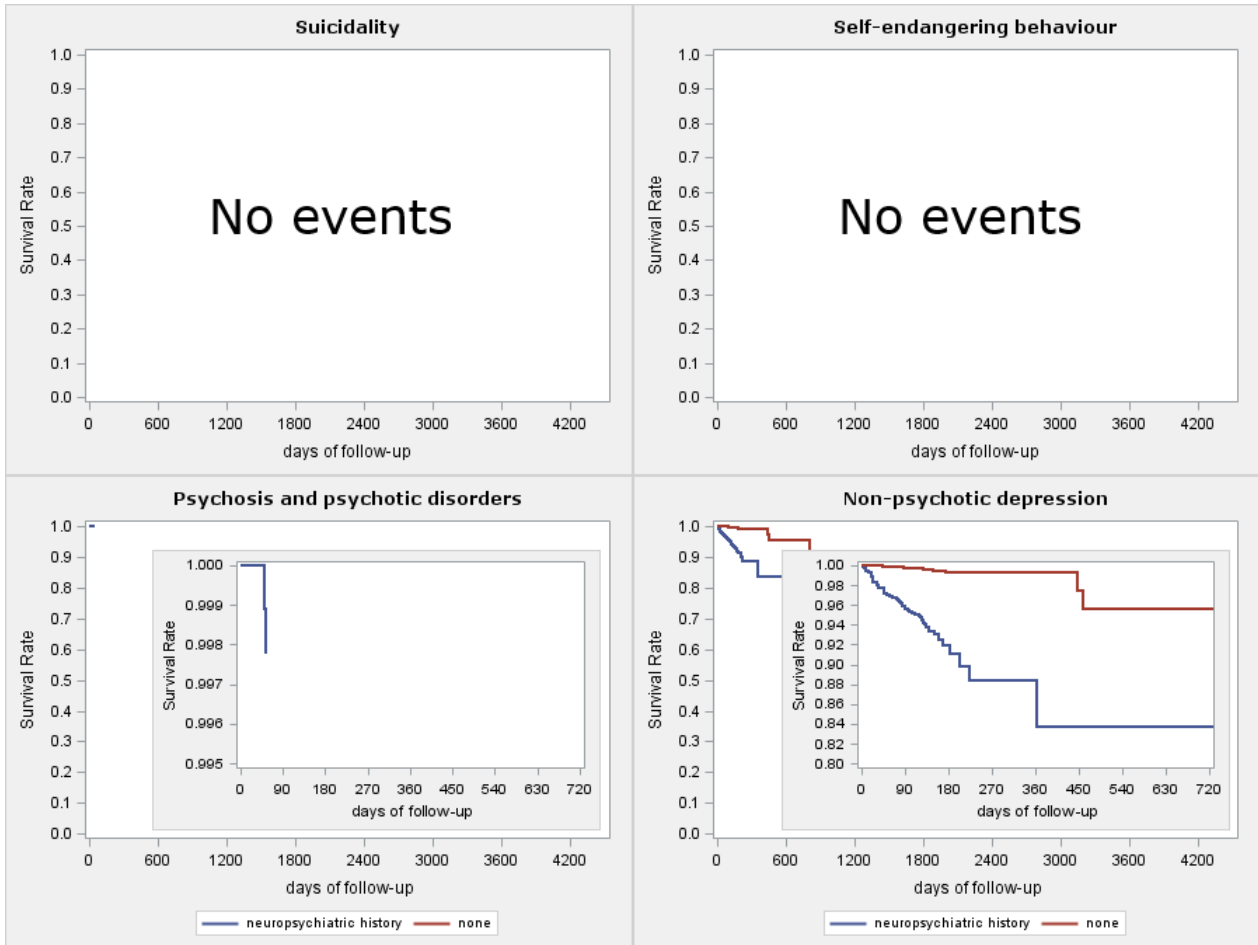 Suicidality
1.0
0.9
0.8
0.7
0.6
0.5
0.4
0.3
0.2
0.1
0.0
Survival Rate
No events
0 600 1200 1800 2400 3000 3600 4200
days of follow-up
Self-endangering behaviour
1.0
0.9
0.8
0.7
0.6
0.5
0.4
0.3
0.2
0.1
0.0
Survival Rate
No events
0 600 1200 1800 2400 3000 3600 4200
days of follow-up
Psychosis and psychotic disorders
1.0
0.9
0.8
0.7
0.6
0.5
0.4
0.3
0.2
0.1
0.0
Survival Rate
1.000
0.999
0.998
0.997
0.996
0.995
Survival Rate
0 90 180 270 360 450 540 630 720
days of follow-up
0 600 1200 1800 2400 3000 3600 4200
days of follow-up
neuropsychiatric history none
Non-psychotic depression
1.0
0.9
0.8
0.7
0.6
0.5
0.4
0.3
0.2
0.1
0.0
Survival Rate
1.00
0.98
0.96
0.94
0.92
0.90
0.88
0.86
0.84
0.82
0.80
Survival Rate
0 90 180 270 360 450 540 630 720
days of follow-up
0 600 1200 1800 2400 3000 3600 4200
days of follow-up
neuropsychiatric history none